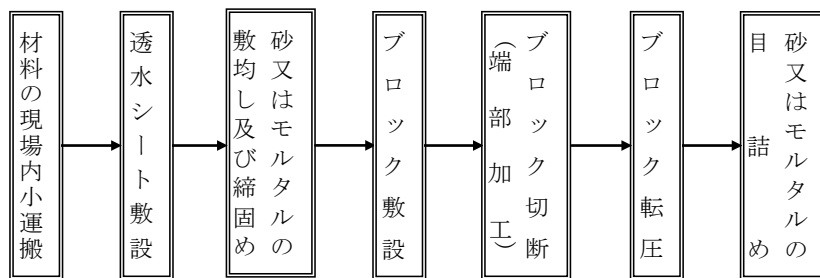 材料の現場内小運搬
透水シート敷設
砂又はモルタルの
敷均し及び締固め
ブロック敷設
ブロック切断
（端部加工）
ブロック転圧
砂又はモルタルの
目詰め